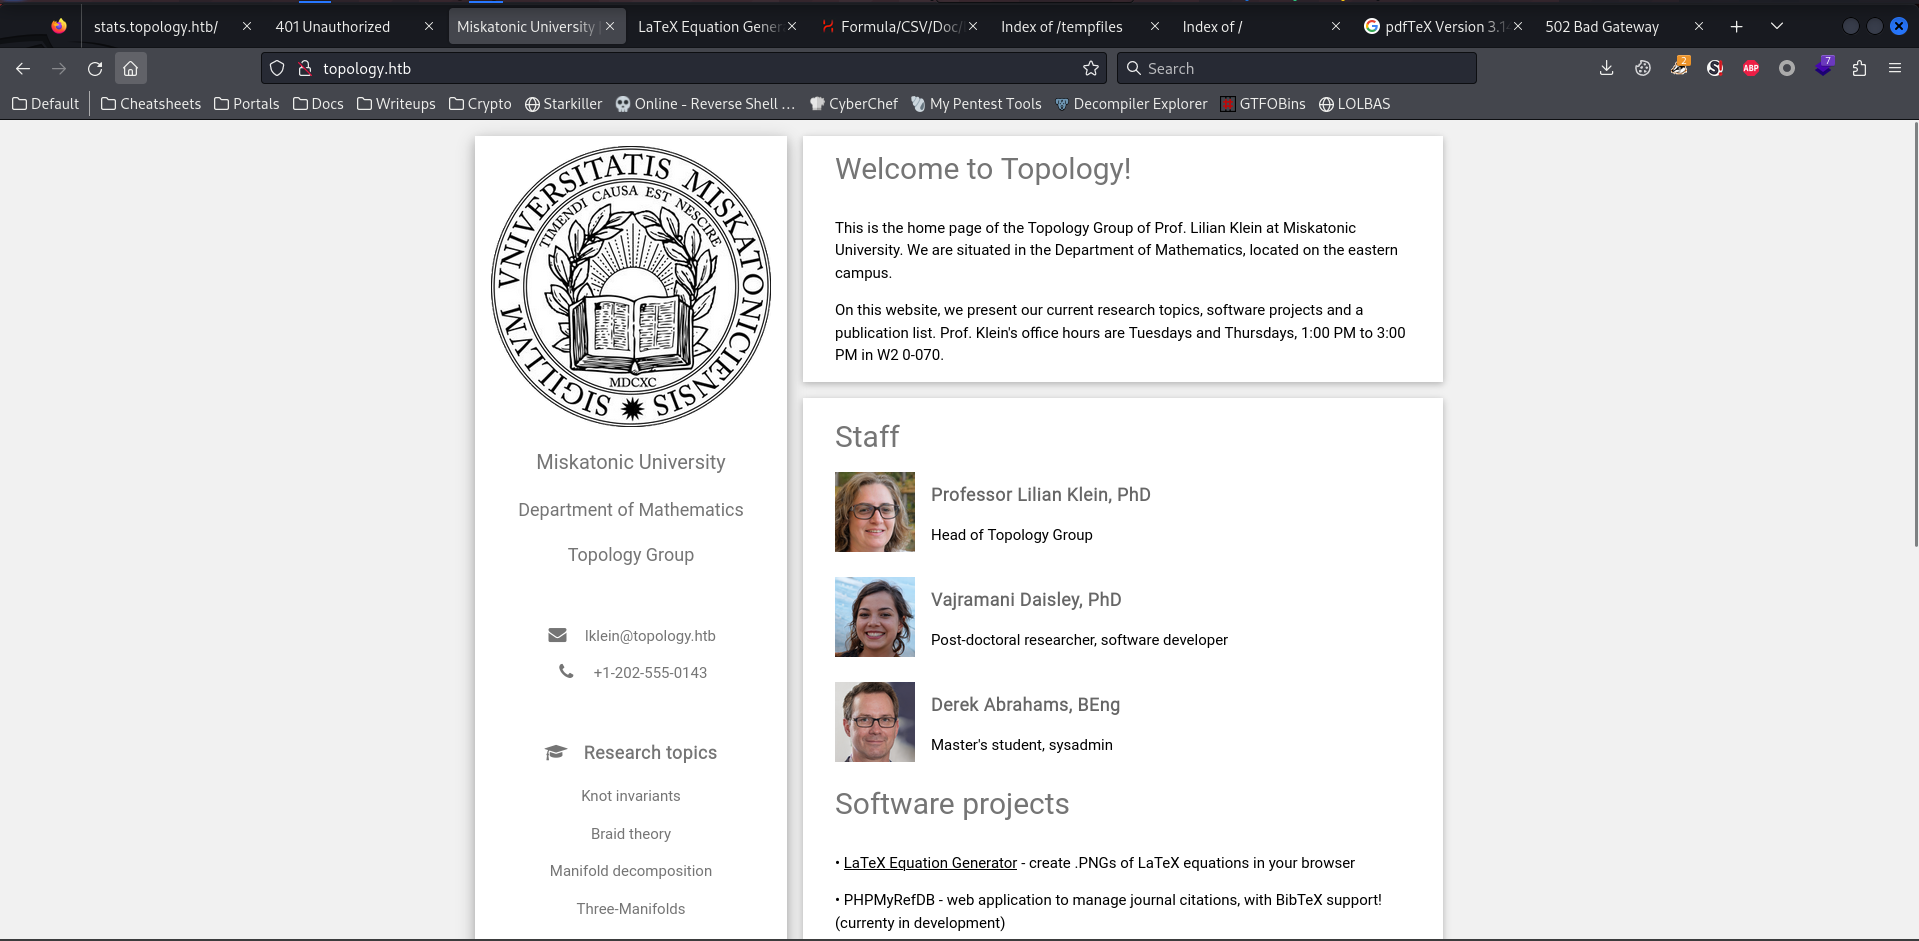 stats.topology.htb/
401 Unauthorized
Miskatonic University |
LaTeX Equation Gener
Formula/CSV/Doc/
Index of /tempfiles
Index of /
pdfTeX Version 3.1
502 Bad Gateway
topology.htb
Search
2
ABP
7
Default
Cheatsheets
Portals
Docs
Writeups
Crypto
Starkiller
Online - Reverse Shell …
CyberChef
My Pentest Tools
Decompiler Explorer
GTFOBins
LOLBAS
SIGILLVM VNIVERSITATIS MISKATONICIENSIS
TIMENDI CAUSA EST NESCIRE
MDCXC
Miskatonic University
Department of Mathematics
Topology Group
lklein@topology.htb
+1-202-555-0143
Research topics
Knot invariants
Braid theory
Manifold decomposition
Three-Manifolds
Welcome to Topology!
This is the home page of the Topology Group of Prof. Lilian Klein at Miskatonic
University. We are situated in the Department of Mathematics, located on the eastern
campus.
On this website, we present our current research topics, software projects and a
publication list. Prof. Klein's office hours are Tuesdays and Thursdays, 1:00 PM to 3:00
PM in W2 0-070.
Staff
Professor Lilian Klein, PhD
Head of Topology Group
Vajramani Daisley, PhD
Post-doctoral researcher, software developer
Derek Abrahams, BEng
Master's student, sysadmin
Software projects
• LaTeX Equation Generator - create .PNGs of LaTeX equations in your browser
• PHPMyRefDB - web application to manage journal citations, with BibTeX support!
(currenty in development)